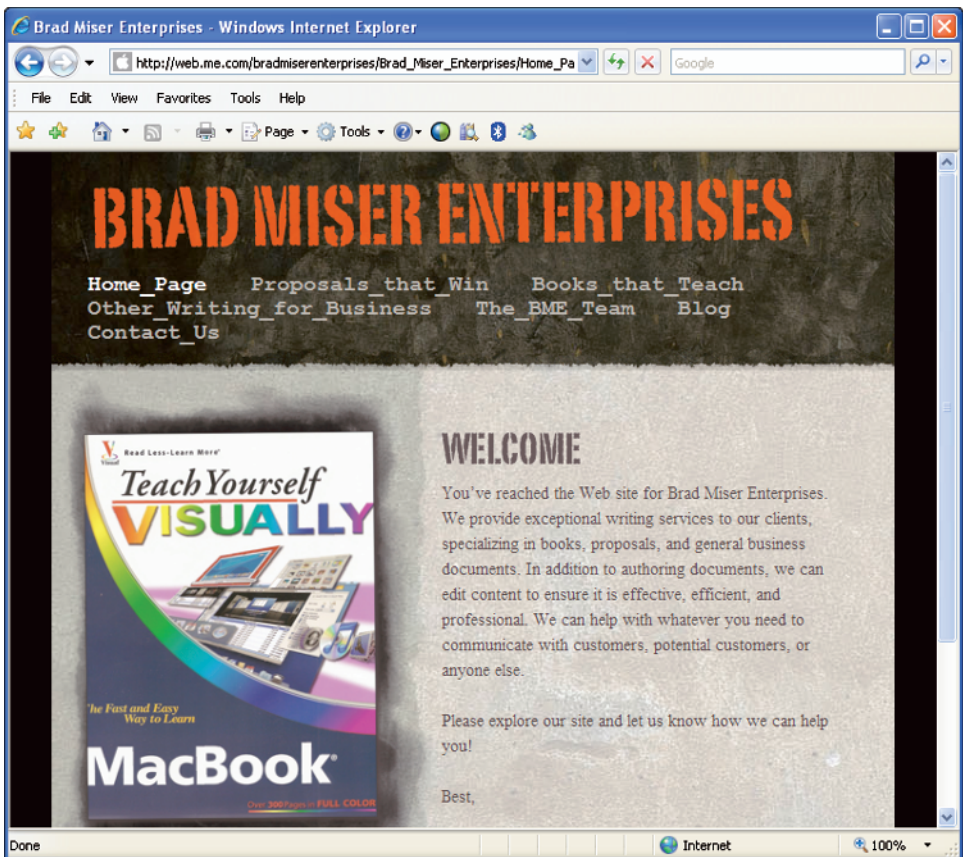 Brad Miser Enterprises - Windows Internet Explorer
http://web.me.com/bradmiserenterprises/Brad_Miser_Enterprises/Home_Pa
Google
File Edit View Favorites Tools Help
Page Tools
BRAD MISER ENTERPRISES
Home_Page Proposals_that_Win Books_that_Teach
Other_Writing_for_Business The_BME_Team Blog
Contact_Us
Visual
Read Less-Learn More®
Teach Yourself
VISUALLY
The Fast and Easy
Way to Learn
MacBook®
Over 300 Pages in FULL COLOR
WELCOME
You've reached the Web site for Brad Miser Enterprises.
We provide exceptional writing services to our clients,
specializing in books, proposals, and general business
documents. In addition to authoring documents, we can
edit content to ensure it is effective, efficient, and
professional. We can help with whatever you need to
communicate with customers, potential customers, or
anyone else.
Please explore our site and let us know how we can help
you!
Best,
Done
Internet
100%